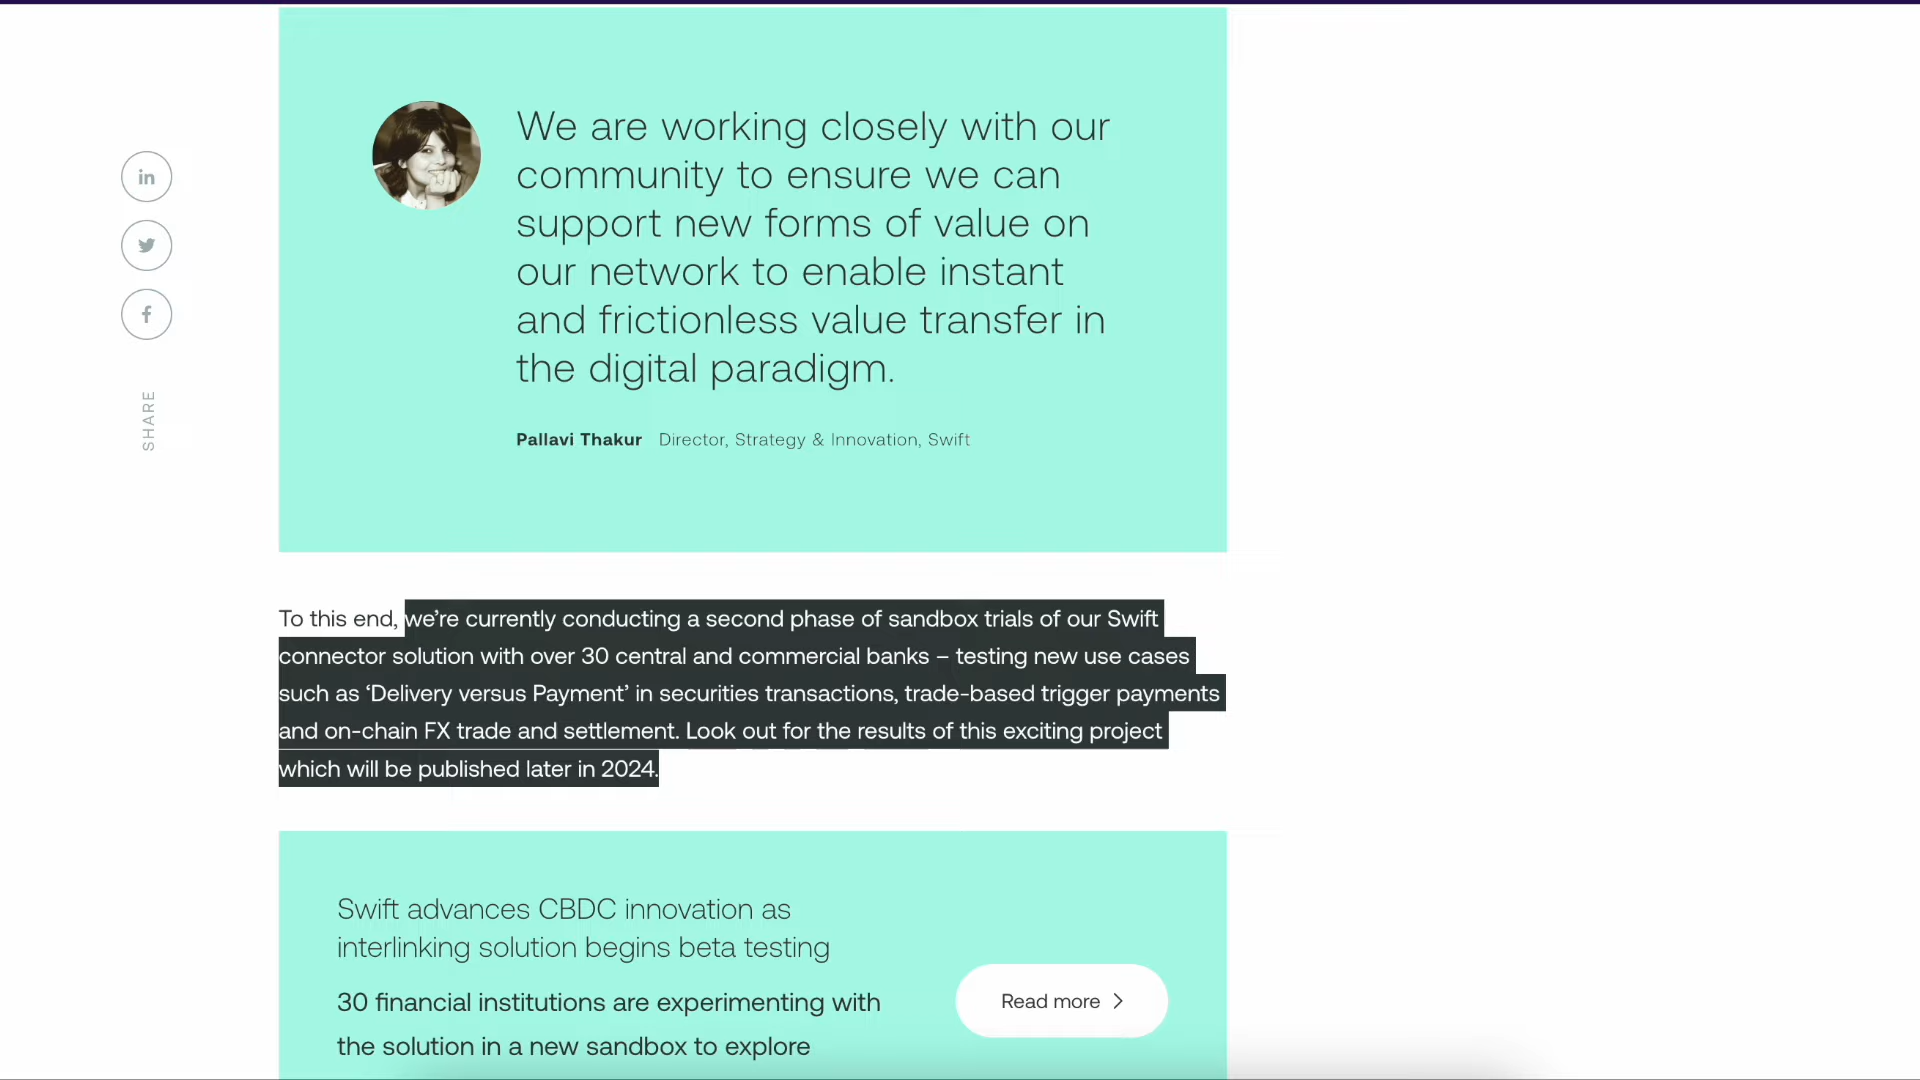 We are working closely with our
community to ensure we can
support new forms of value on
our network to enable instant
and frictionless value transfer in
the digital paradigm.
Pallavi Thakur Director, Strategy & Innovation, Swift
in
f
SHARE
To this end, we’re currently conducting a second phase of sandbox trials of our Swift
connector solution with over 30 central and commercial banks – testing new use cases
such as ‘Delivery versus Payment’ in securities transactions, trade-based trigger payments
and on-chain FX trade and settlement. Look out for the results of this exciting project
which will be published later in 2024.
Swift advances CBDC innovation as
interlinking solution begins beta testing
30 financial institutions are experimenting with
the solution in a new sandbox to explore
Read more